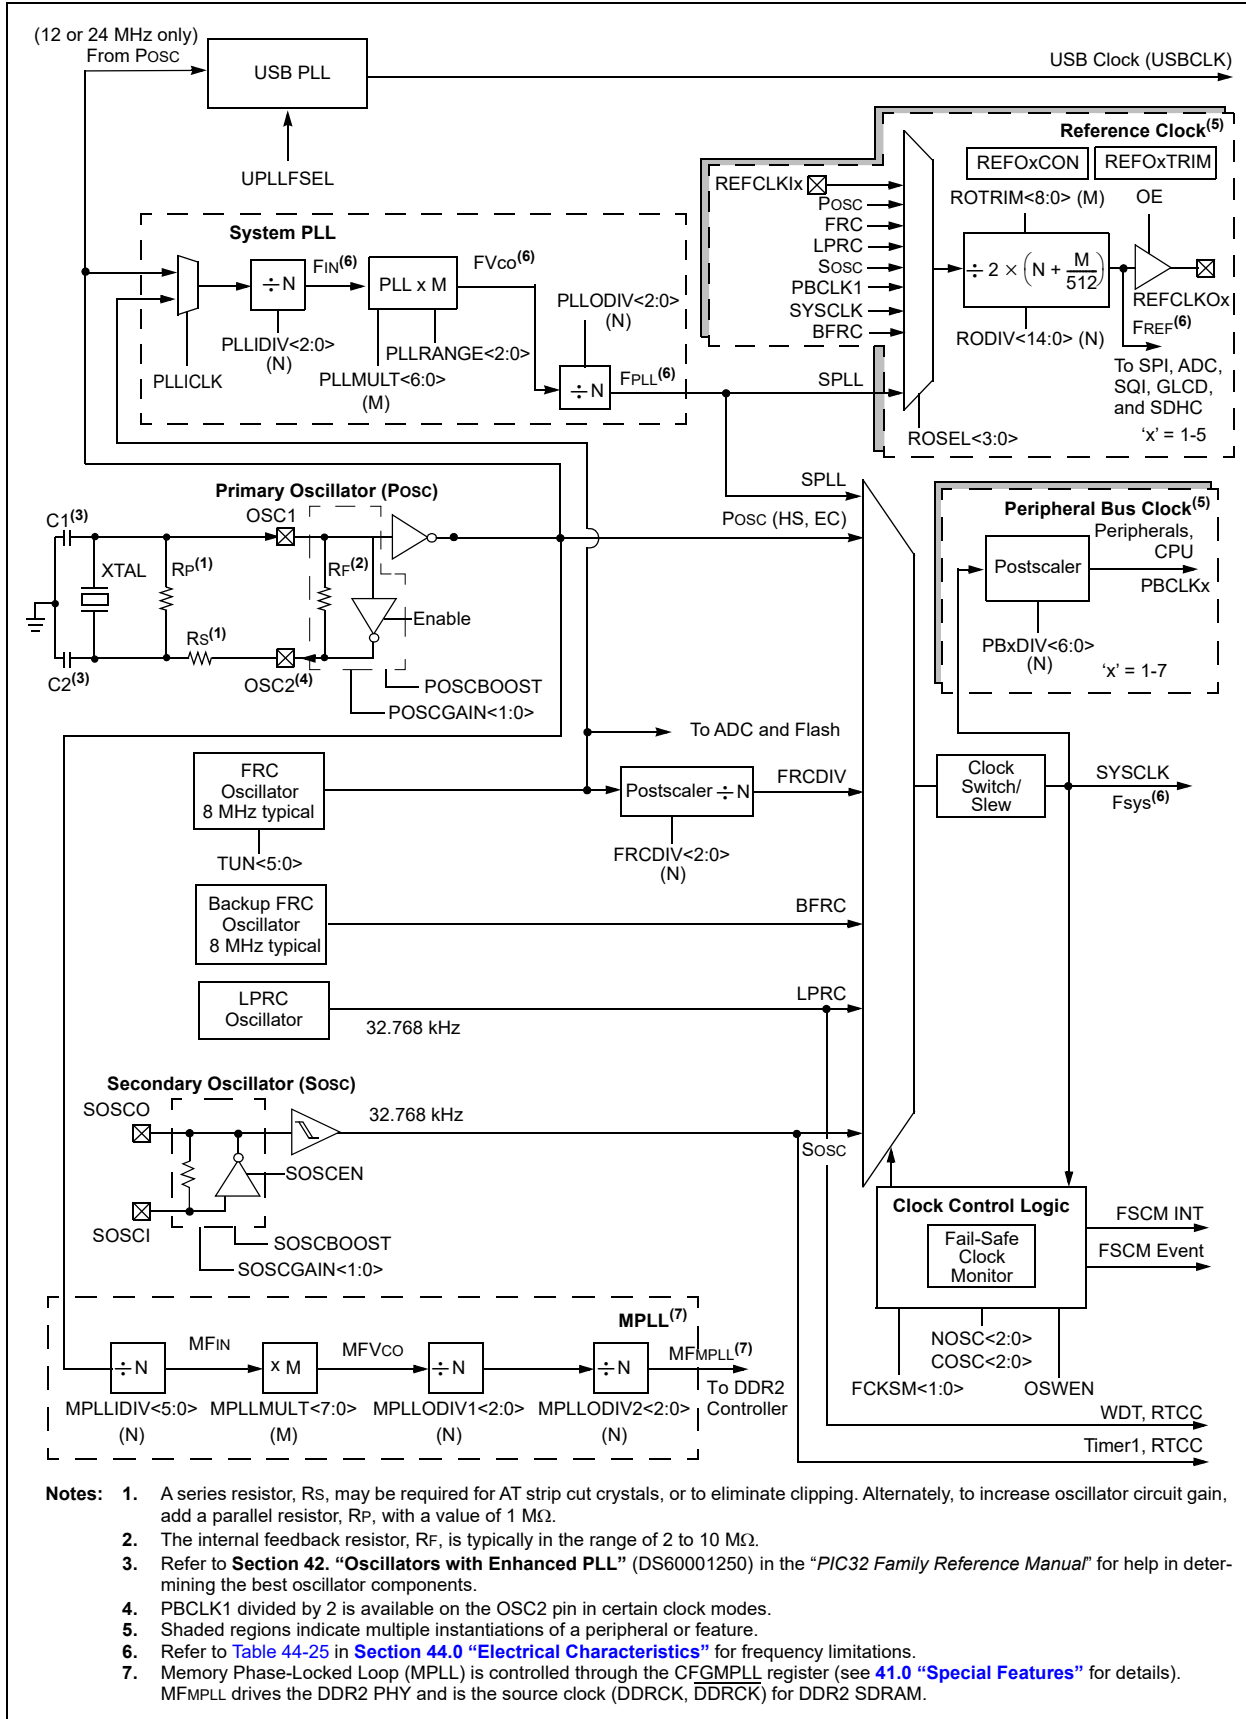 (12 or 24 MHz only)
From POSC
USB PLL
USB Clock (USBCLK)
UPLLFSEL
Reference Clock(5)
REFOxCON
REFOxTRIM
REFCLKIx
POSC
FRC
LPRC
SOSC
PBCLK1
SYSCLK
BFRC
ROTRIM<8:0> (M)
OE
÷ 2 × (N + M/512)
REFCLKOx
RODIV<14:0> (N)
FREF(6)
To SPI, ADC,
SQI, GLCD,
and SDHC
'x' = 1-5
ROSEL<3:0>
System PLL
FIN(6)
FVco(6)
÷ N
PLL x M
PLLODIV<2:0>
(N)
PLLIDIV<2:0>
(N)
PLLRANGE<2:0>
PLLICLK
PLLMULT<6:0>
(M)
÷ N
FPLL(6)
SPLL
Primary Oscillator (POSC)
SPLL
POSC (HS, EC)
C1(3)
OSC1
XTAL
RP(1)
RF(2)
Enable
RS(1)
C2(3)
OSC2(4)
POSCBOOST
POSCGAIN<1:0>
Peripheral Bus Clock(5)
Peripherals,
CPU
Postscaler
PBCLKx
PBxDIV<6:0>
(N)
'x' = 1-7
To ADC and Flash
FRC
Oscillator
8 MHz typical
TUN<5:0>
Postscaler ÷ N
FRCDIV
FRCDIV<2:0>
(N)
Clock
Switch/
Slew
SYSCLK
Fsys(6)
Backup FRC
Oscillator
8 MHz typical
BFRC
LPRC
Oscillator
32.768 kHz
LPRC
Secondary Oscillator (SOSC)
SOSCO
32.768 kHz
SOSC
SOSCEN
SOSCI
SOSCBOOST
SOSCGAIN<1:0>
Clock Control Logic
Fail-Safe
Clock
Monitor
FSCM INT
FSCM Event
NOSC<2:0>
COSC<2:0>
FCKSM<1:0>
OSWEN
WDT, RTCC
Timer1, RTCC
MPLL(7)
÷ N
MFIN
x M
MFVCO
÷ N
÷ N
MFMPLL(7)
To DDR2
Controller
MPLLIDIV<5:0>
(N)
MPLLMULT<7:0>
(M)
MPLLODIV1<2:0>
(N)
MPLLODIV2<2:0>
(N)
Notes: 1. A series resistor, RS, may be required for AT strip cut crystals, or to eliminate clipping. Alternately, to increase oscillator circuit gain,
add a parallel resistor, RP, with a value of 1 MΩ.
2. The internal feedback resistor, RF, is typically in the range of 2 to 10 MΩ.
3. Refer to Section 42. “Oscillators with Enhanced PLL” (DS60001250) in the “PIC32 Family Reference Manual” for help in deter-
mining the best oscillator components.
4. PBCLK1 divided by 2 is available on the OSC2 pin in certain clock modes.
5. Shaded regions indicate multiple instantiations of a peripheral or feature.
6. Refer to Table 44-25 in Section 44.0 “Electrical Characteristics” for frequency limitations.
7. Memory Phase-Locked Loop (MPLL) is controlled through the CFGMPLL register (see 41.0 “Special Features” for details).
MFMPLL drives the DDR2 PHY and is the source clock (DDRCK, D̅D̅R̅C̅K̅) for DDR2 SDRAM.